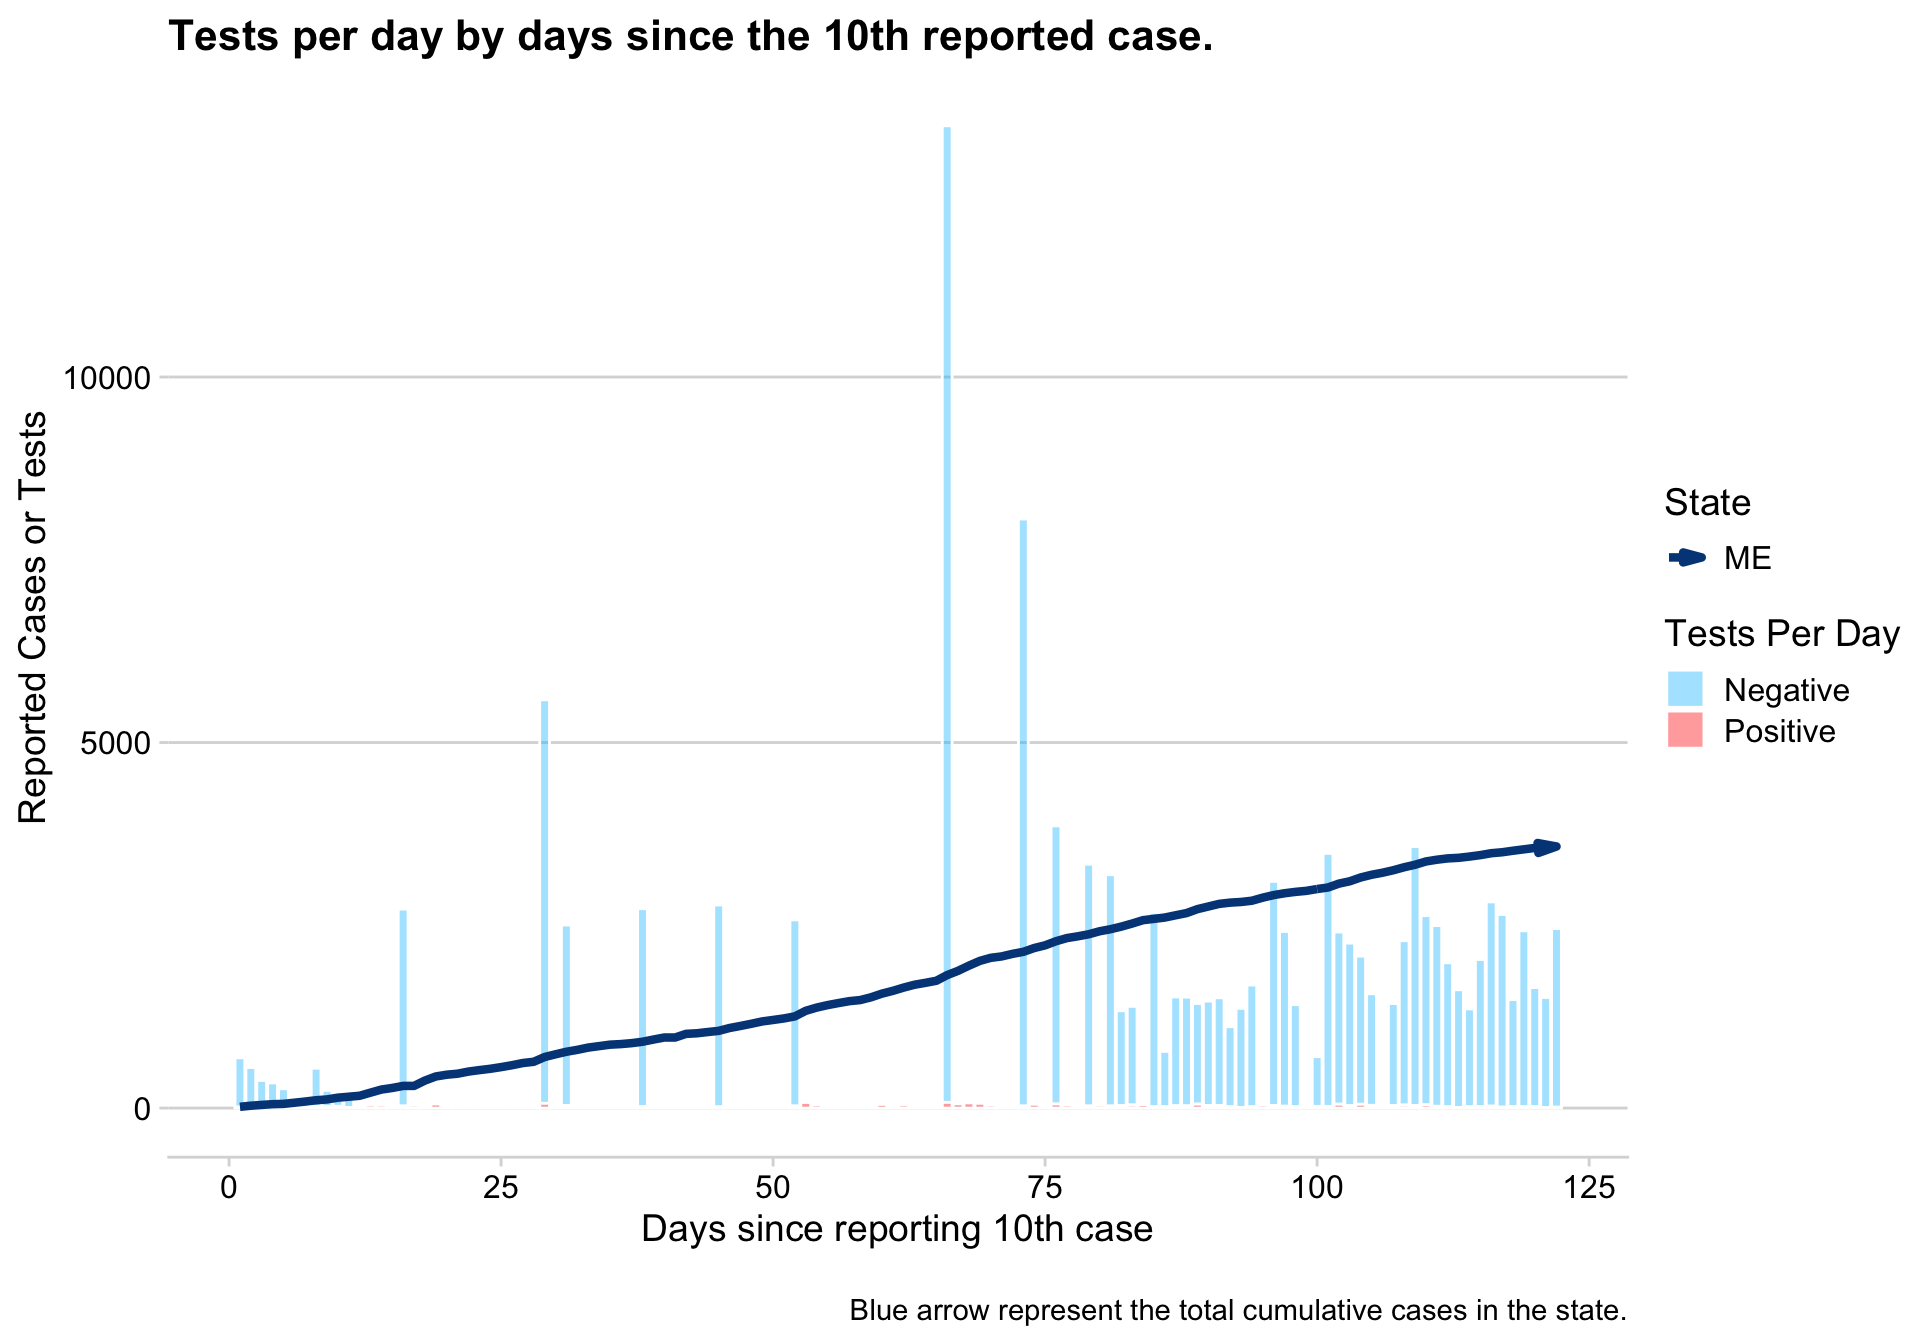 Tests per day by days since the 10th reported case.
Reported Cases or Tests
10000
5000
0
0
25
50
75
100
125
Days since reporting 10th case
State
ME
Tests Per Day
Negative
Positive
Blue arrow represent the total cumulative cases in the state.